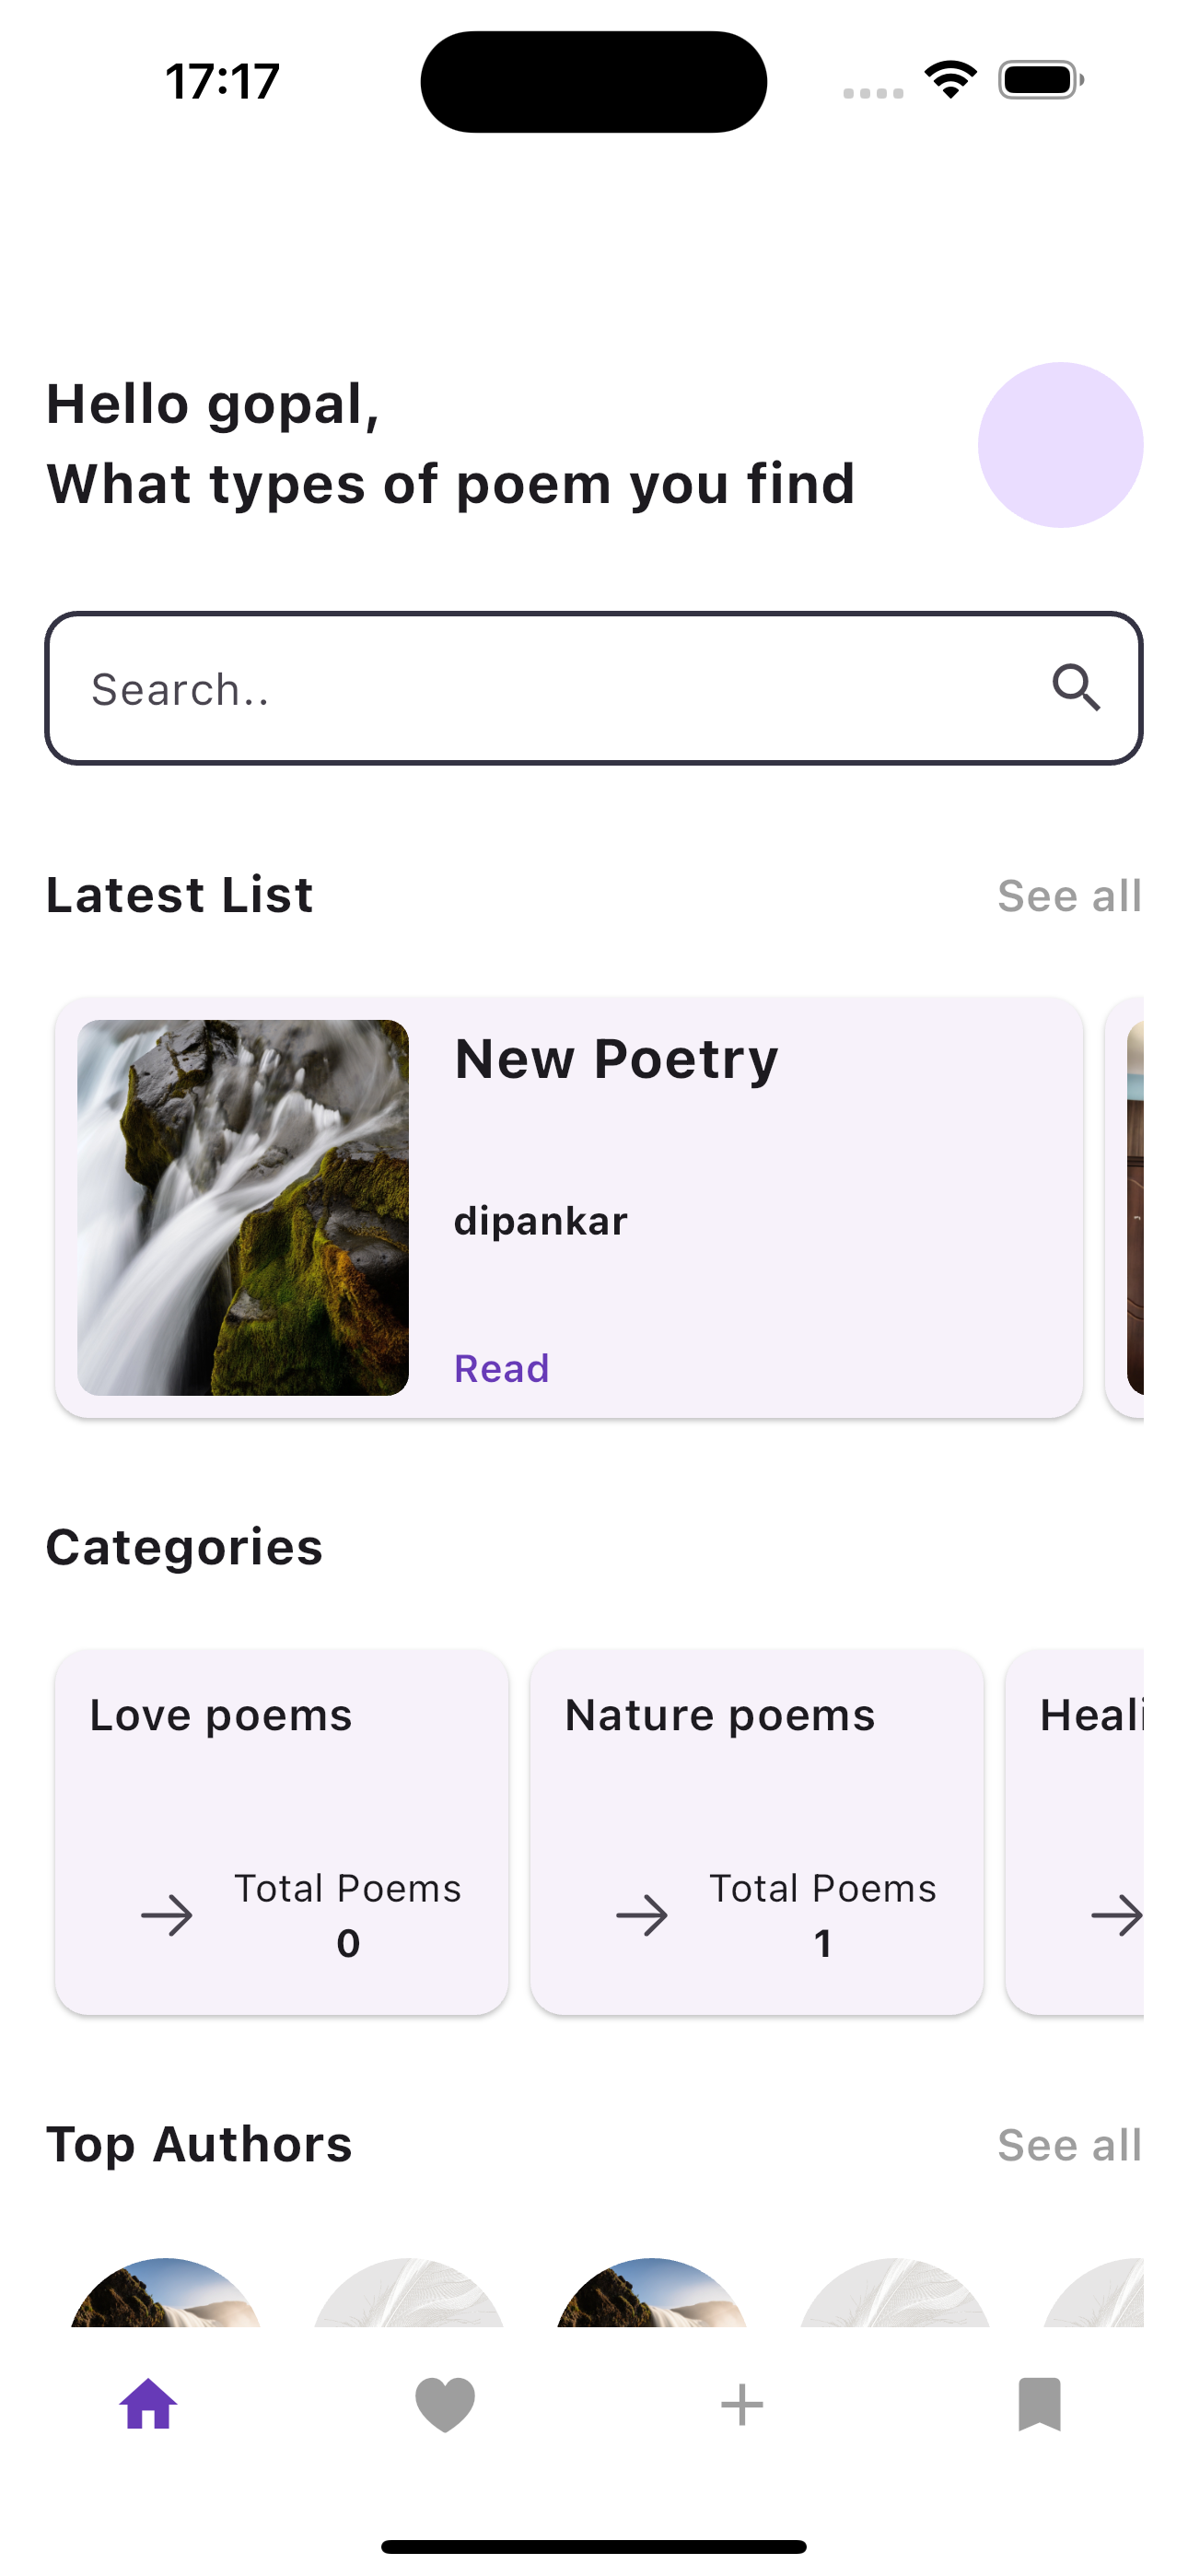 17:17
Hello gopal,
What types of poem you find
Search..
Latest List
See all
New Poetry
dipankar
Read
Categories
Love poems
Total Poems
0
Nature poems
Total Poems
1
Heali
Top Authors
See all